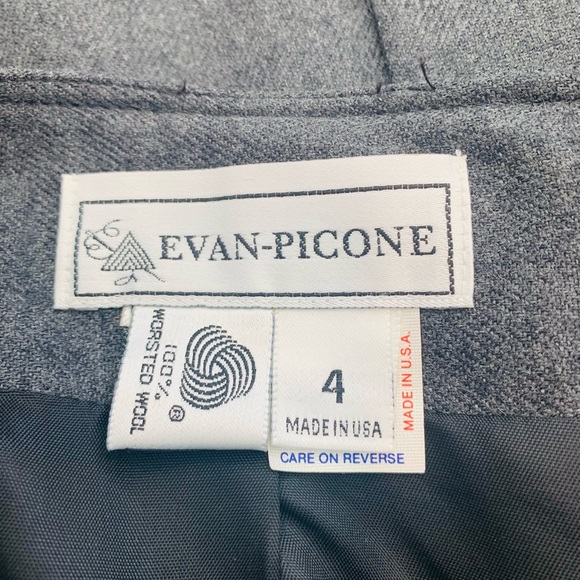 EVAN-PICONE
100%
WORSTED WOOL
®
4
MADE IN USA
CARE ON REVERSE
MADE IN U.S.A.